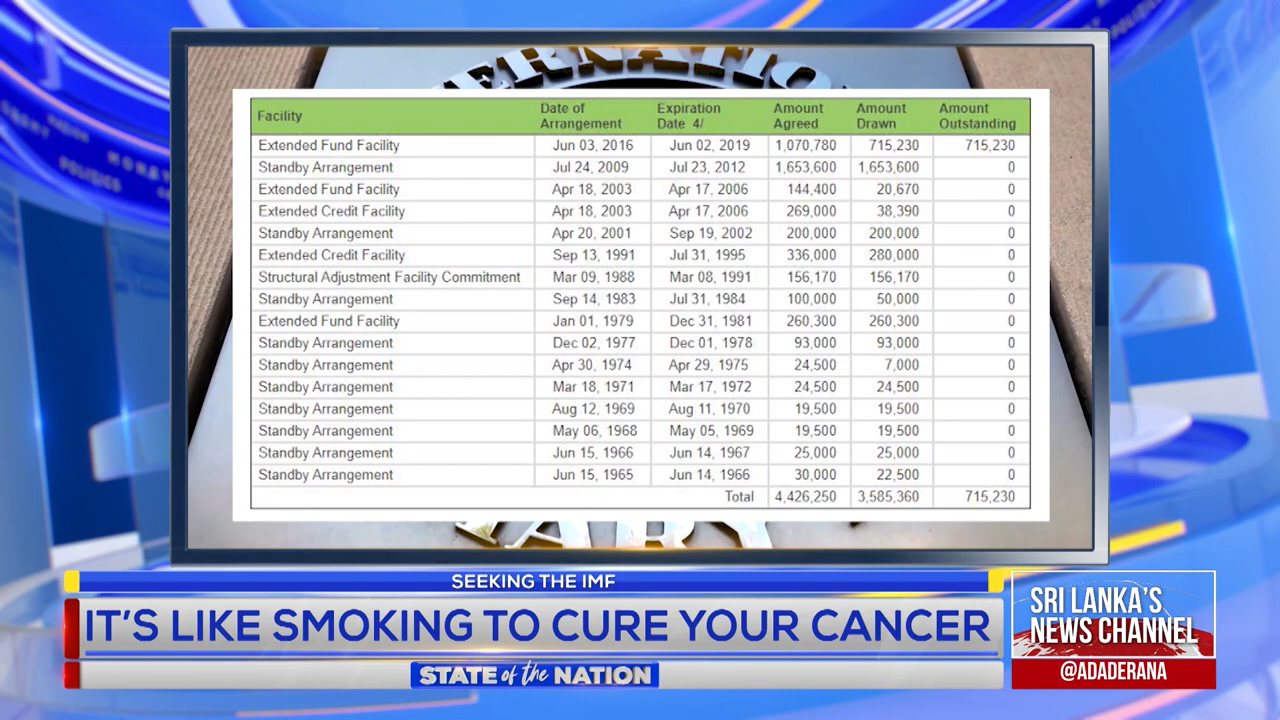 ERNATIO
Facility Date of Arrangement Expiration Date 4/ Amount Agreed Amount Drawn Amount Outstanding
Extended Fund Facility Jun 03, 2016 Jun 02, 2019 1,070,780 715,230 715,230
Standby Arrangement Jul 24, 2009 Jul 23, 2012 1,653,600 1,653,600 0
Extended Fund Facility Apr 18, 2003 Apr 17, 2006 144,400 20,670 0
Extended Credit Facility Apr 18, 2003 Apr 17, 2006 269,000 38,390 0
Standby Arrangement Apr 20, 2001 Sep 19, 2002 200,000 200,000 0
Extended Credit Facility Sep 13, 1991 Jul 31, 1995 336,000 280,000 0
Structural Adjustment Facility Commitment Mar 09, 1988 Mar 08, 1991 156,170 156,170 0
Standby Arrangement Sep 14, 1983 Jul 31, 1984 100,000 50,000 0
Extended Fund Facility Jan 01, 1979 Dec 31, 1981 260,300 260,300 0
Standby Arrangement Dec 02, 1977 Dec 01, 1978 93,000 93,000 0
Standby Arrangement Apr 30, 1974 Apr 29, 1975 24,500 7,000 0
Standby Arrangement Mar 18, 1971 Mar 17, 1972 24,500 24,500 0
Standby Arrangement Aug 12, 1969 Aug 11, 1970 19,500 19,500 0
Standby Arrangement May 06, 1968 May 05, 1969 19,500 19,500 0
Standby Arrangement Jun 15, 1966 Jun 14, 1967 25,000 25,000 0
Standby Arrangement Jun 15, 1965 Jun 14, 1966 30,000 22,500 0
Total 4,426,250 3,585,360 715,230
SEEKING THE IMF
IT'S LIKE SMOKING TO CURE YOUR CANCER
STATE of the NATION
SRI LANKA'S
NEWS CHANNEL
@ADADERANA